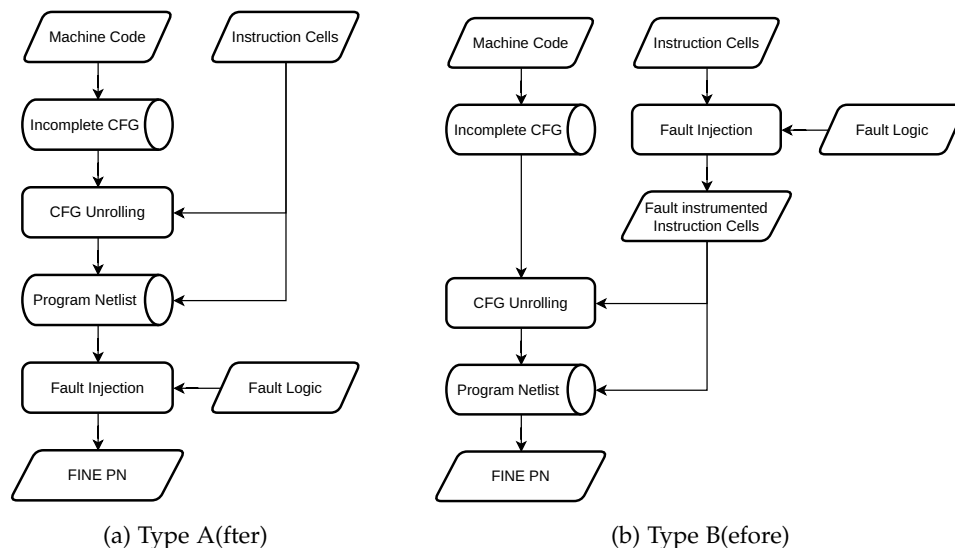 Machine Code
Instruction Cells
Incomplete CFG
CFG Unrolling
Program Netlist
Fault Injection
Fault Logic
FINE PN
(a) Type A(fter)
Machine Code
Instruction Cells
Incomplete CFG
Fault Injection
Fault Logic
Fault instrumented
Instruction Cells
CFG Unrolling
Program Netlist
FINE PN
(b) Type B(efore)